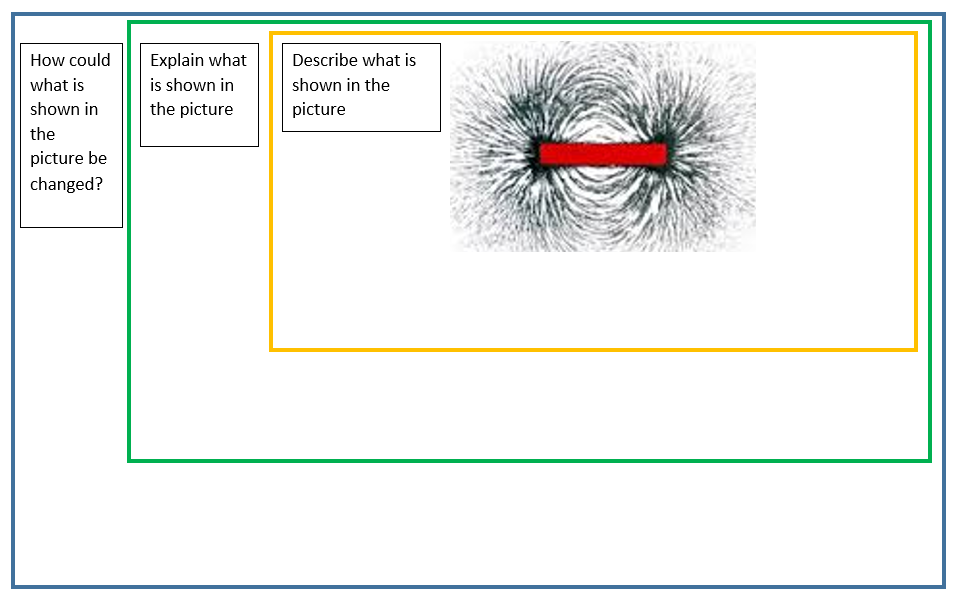 How could
what is
shown in
the
picture be
changed?
Explain what
is shown in
the picture
Describe what is
shown in the
picture